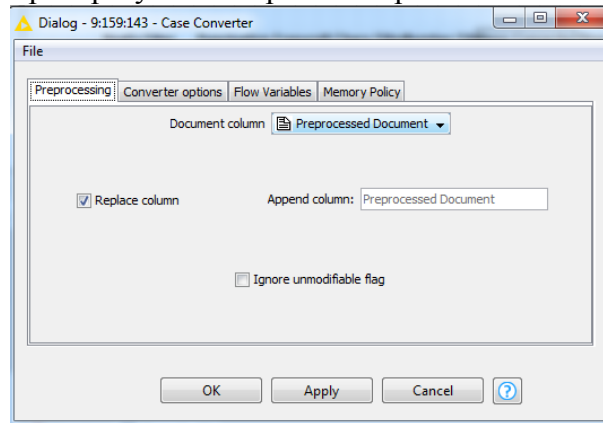 Dialog - 9:159:143 - Case Converter
File
Preprocessing Converter options Flow Variables Memory Policy
Document column Preprocessed Document
Replace column Append column: Preprocessed Document
Ignore unmodifiable flag
OK Apply Cancel ?